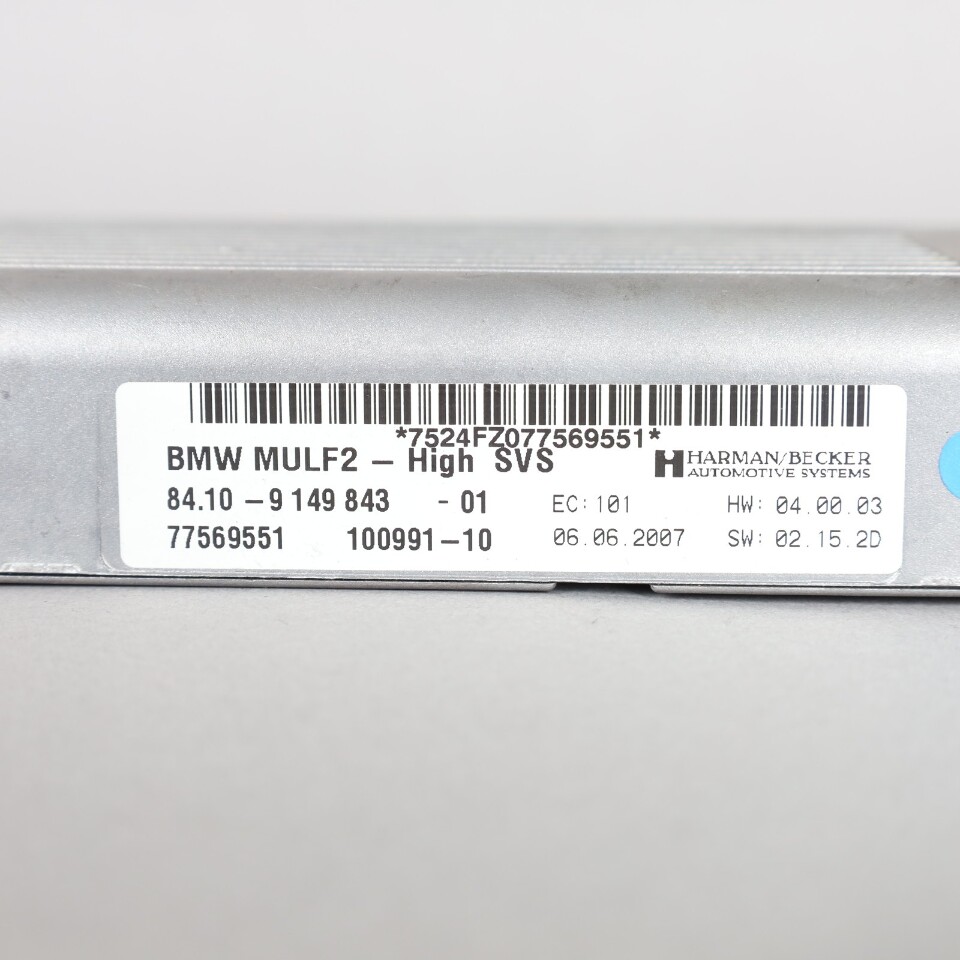 *7524FZ077569551*
BMW MULF2 – High SVS
HARMAN/BECKER
AUTOMOTIVE SYSTEMS
84.10 – 9 149 843 - 01 EC: 101 HW: 04.00.03
77569551 100991–10 06.06.2007 SW: 02.15.2D